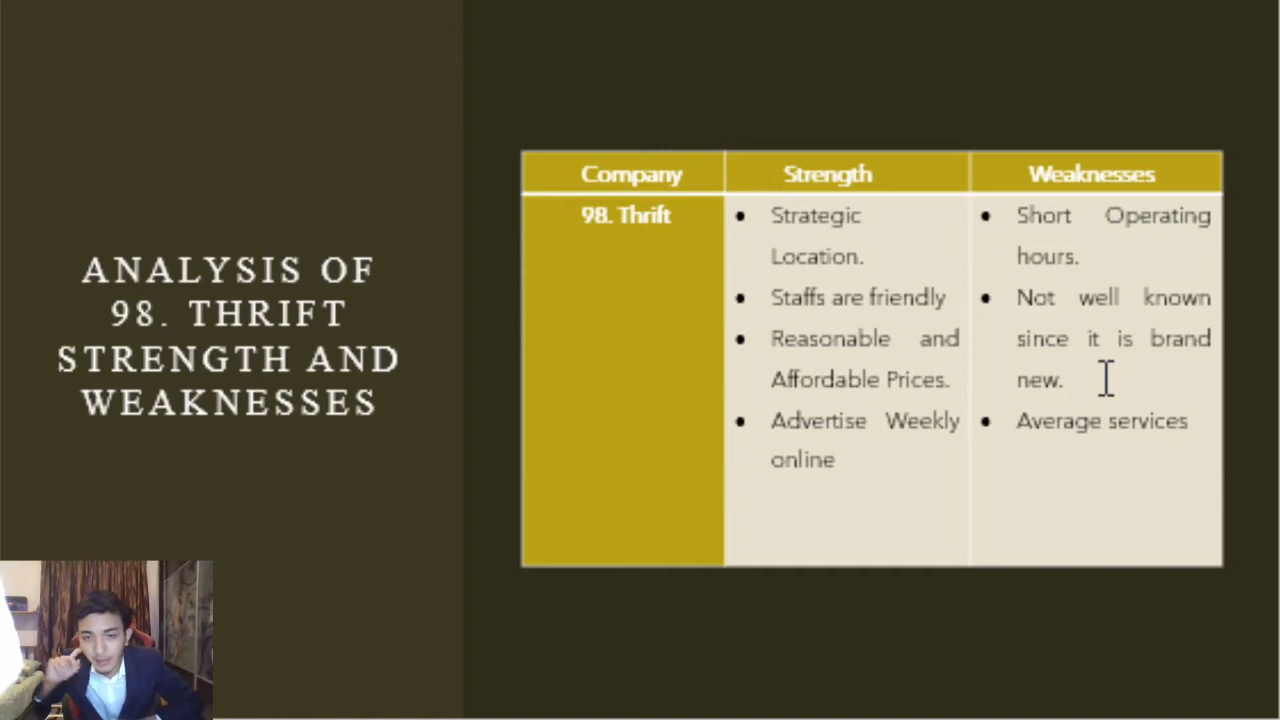 ANALYSIS OF
98. THRIFT
STRENGTH AND
WEAKNESSES
Company Strength Weaknesses
98. Thrift
Strategic
Location.
Staffs are friendly
Reasonable and
Affordable Prices.
Advertise Weekly
online
Short Operating
hours.
Not well known
since it is brand
new.
Average services